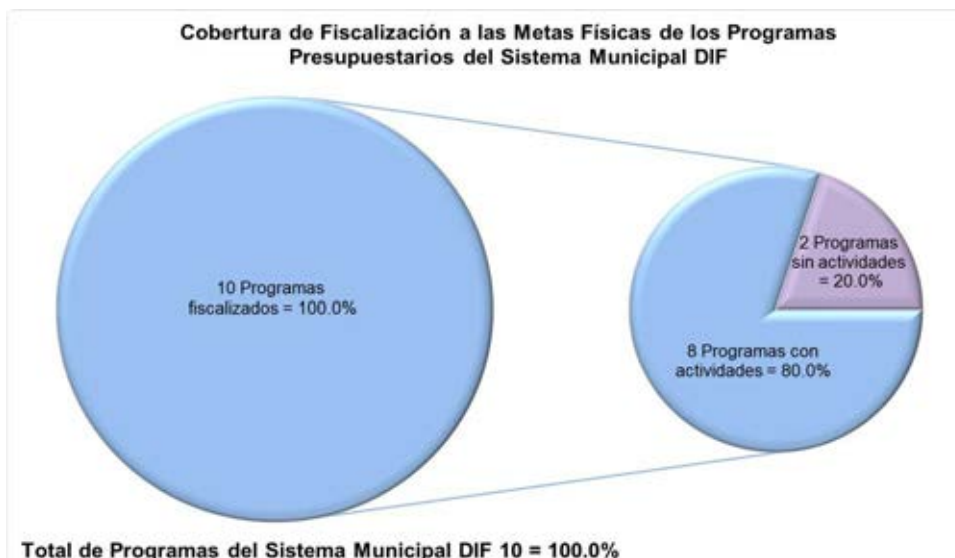 Cobertura de Fiscalización a las Metas Físicas de los Programas
Presupuestarios del Sistema Municipal DIF
10 Programas
fiscalizados = 100.0%
2 Programas
sin actividades
= 20.0%
8 Programas con
actividades = 80.0%
Total de Programas del Sistema Municipal DIF 10 = 100.0%